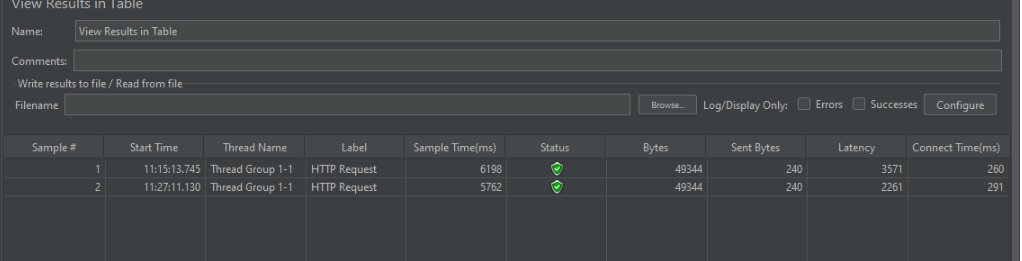 View Results in Table
Name: View Results in Table
Comments:
Write results to file / Read from file
Filename Browse... Log/Display Only: Errors Successes Configure
Sample # Start Time Thread Name Label Sample Time(ms) Status Bytes Sent Bytes Latency Connect Time(ms)
1 11:15:13.745 Thread Group 1-1 HTTP Request 6198 49344 240 3571 260
2 11:27:11.130 Thread Group 1-1 HTTP Request 5762 49344 240 2261 291